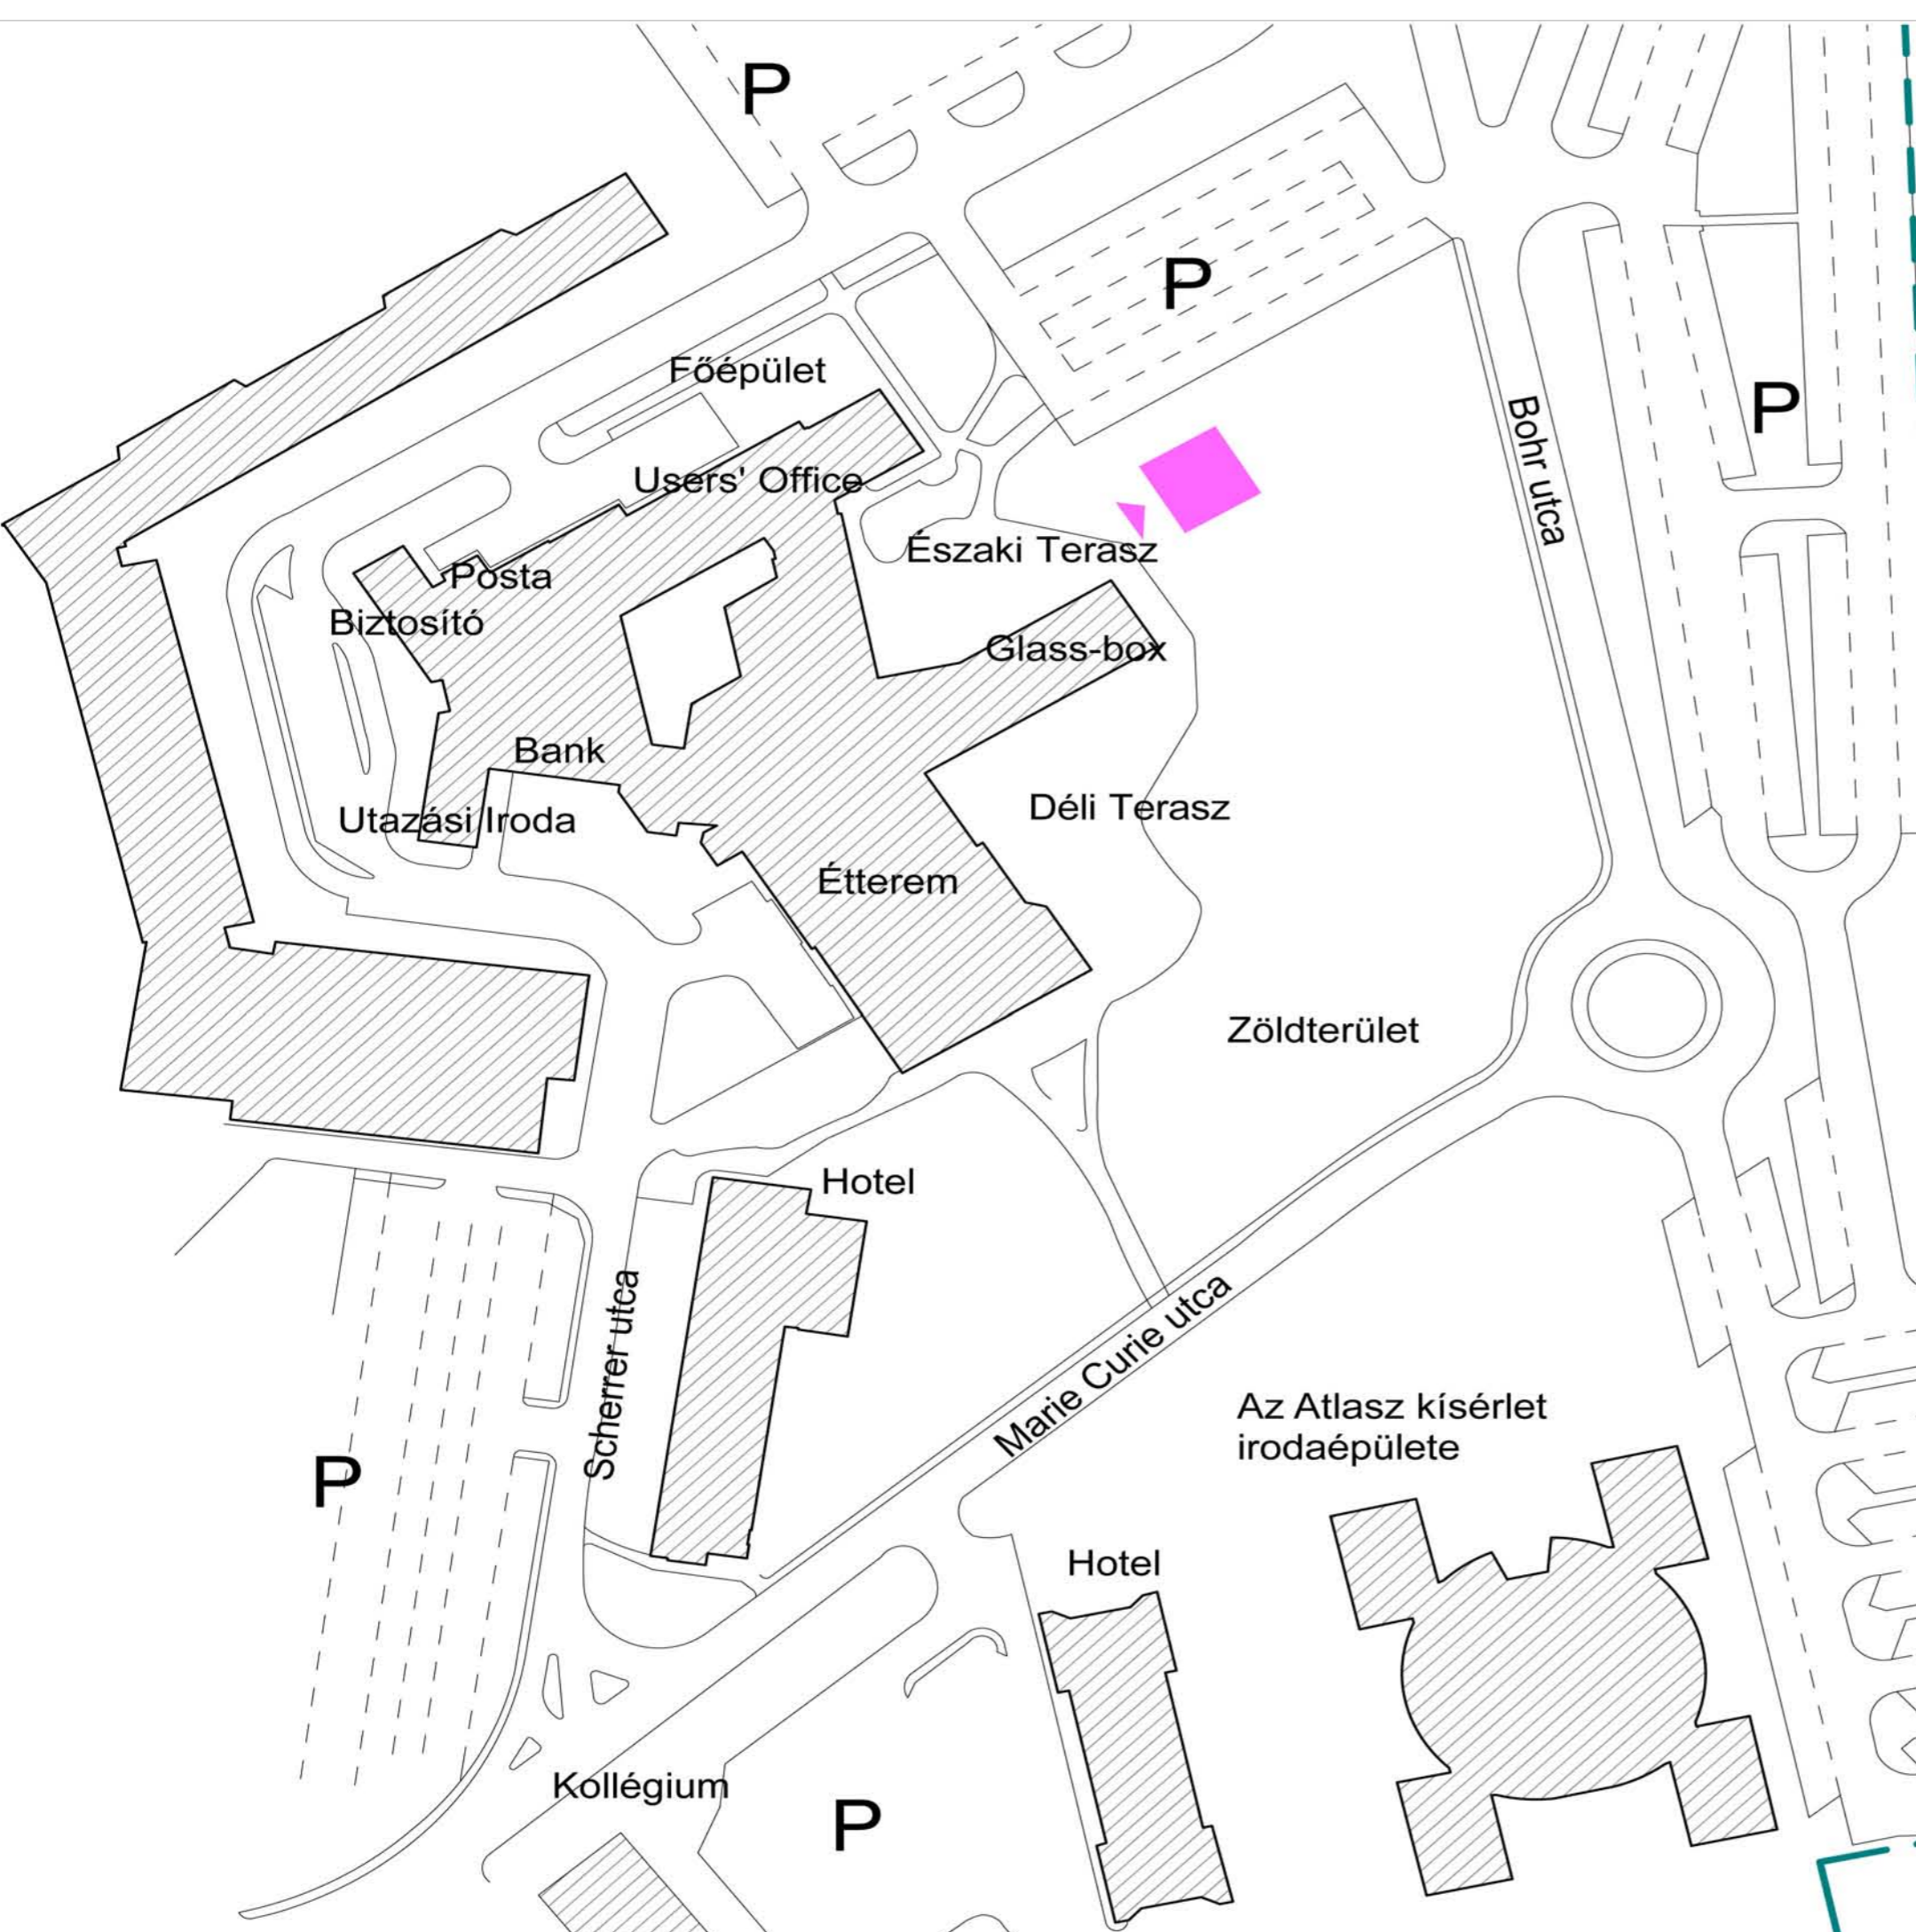 P
P
Főépület
P
Users' Office
Bohr utca
Északi Terasz
Posta
Biztosító
Glass-box
Bank
Déli Terasz
Utazási Iroda
Étterem
Zöldterület
Hotel
Scherrer utca
Marie Curie utca
Az Atlasz kísérlet
irodaépülete
P
Hotel
Kollégium
P